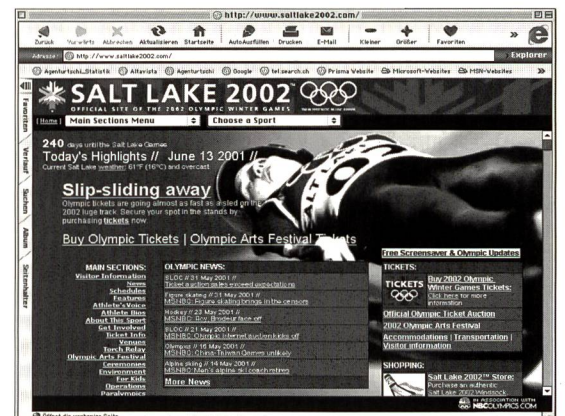 http://www.saltlake2002.com/
Zurück Vorwärts Abbrechen Aktualisieren Startseite AutoAusfüllen Drucken E-Mail Kleiner Größer Favoriten
Adresse: http://www.saltlake2002.com/ Explorer
Agenturtschi_Statistik Altavista Agenturtschi Google tel.search.ch Prisma Website Microsoft-Websites MSN-Websites
Favoriten
Verlauf
Suchen
Album
Seitenhalter
SALT LAKE 2002
OFFICIAL SITE OF THE 2002 OLYMPIC WINTER GAMES
[Home] Main Sections Menu Choose a Sport
240 days until the Salt Lake Games
Today's Highlights // June 13 2001 //
Current Salt Lake weather: 61°F (16°C) and overcast
Slip-sliding away
Olympic tickets are going almost as fast as a sled on the
2002 luge track. Secure your spot in the stands by
purchasing tickets now.
Buy Olympic Tickets | Olympic Arts Festival Tickets
Free Screensaver & Olympic Updates
MAIN SECTIONS:
Visitor Information
News
Schedules
Features
Athlete's Voice
Athlete Bios
About This Sport
Get Involved
Ticket Info
Venues
Torch Relay
Olympic Arts Festival
Ceremonies
Environment
For Kids
Operations
Paralympics
OLYMPIC NEWS:
SLOC // 31 May 2001 //
Ticket auction sales exceed expectations
Figure skating // 31 May 2001 //
MSNBC: Figure skating brings in the censors
Hockey // 23 May 2001 //
MSNBC: Gov, Brodeur face off
SLOC // 21 May 2001 //
MSNBC: Olympic internet auction kicks off
Olympics // 16 May 2001 //
MSNBC: China-Taiwan Games unlikely
Alpine skiing // 14 May 2001 //
MSNBC: Men's alpine ski coach retiring
More News
TICKETS:
TICKETS
Buy 2002 Olympic
Winter Games Tickets:
Click here for more
information
Official Olympic Ticket Auction
2002 Olympic Arts Festival
Accommodations | Transportation |
Visitor information
SHOPPING:
Salt Lake 2002™ Store:
Purchase an authentic
Salt Lake 2002 Windsock
IN ASSOCIATION WITH
NBCOLYMPICS.COM